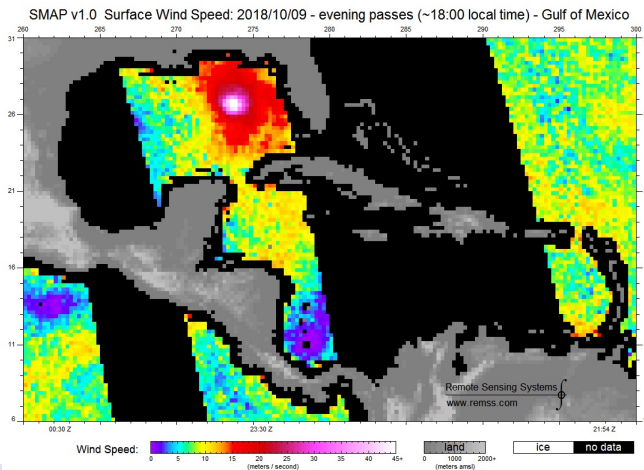 SMAP v1.0 Surface Wind Speed: 2018/10/09 - evening passes (~18:00 local time) - Gulf of Mexico
260 265 270 275 280 285 290 295 300
31
26
21
16
11
6
Remote Sensing Systems
www.remss.com
00:30 Z 23:30 Z 21:54 Z
Wind Speed: land ice no data
0 5 10 15 20 25 30 35 40 45+ 0 1000 2000+
(meters / second) (meters amsl)